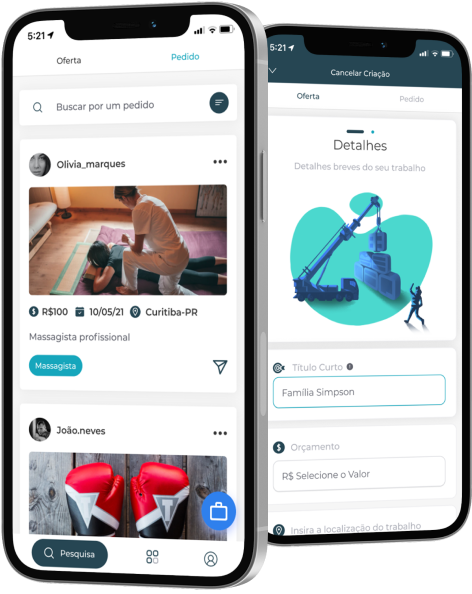 5:21
Oferta
Pedido
Buscar por um pedido
Olivia_marques
R$100
10/05/21
Curitiba-PR
Massagista profissional
Massagista
João.neves
T
T
Pesquisa
5:21
Cancelar Criação
Oferta
Pedido
Detalhes
Detalhes breves do seu trabalho
Título Curto
Família Simpson
Orçamento
R$ Selecione o Valor
Insira a localização do trabalho